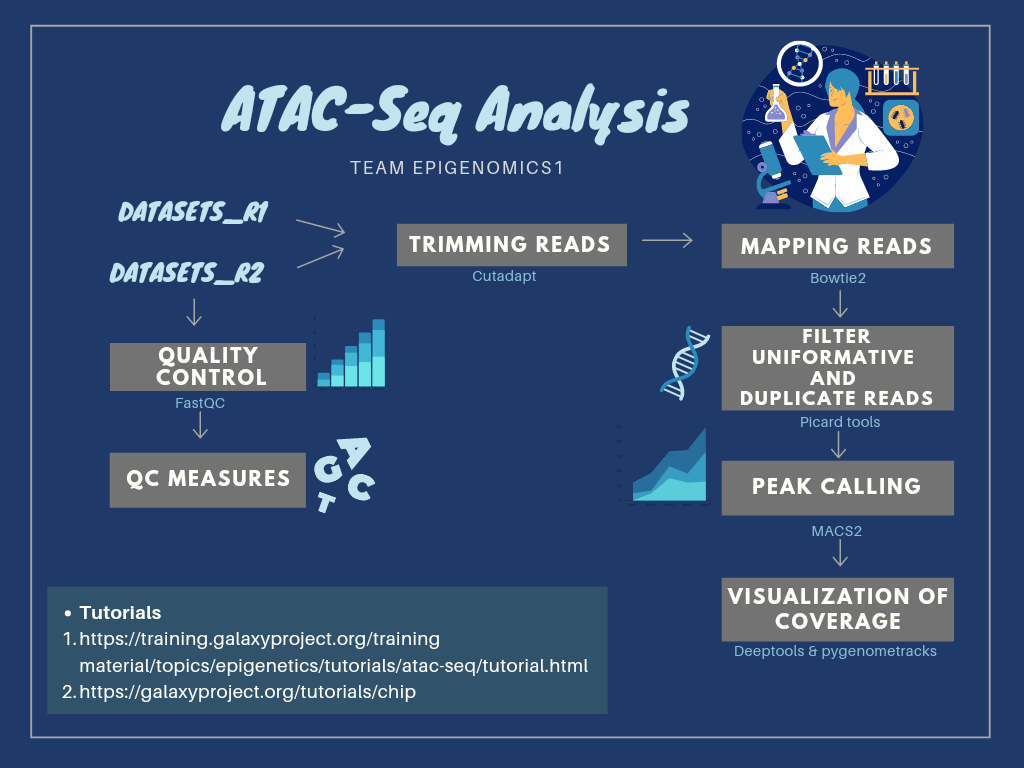 ATAC-Seq Analysis
TEAM EPIGENOMICS1
DATASETS_R1
DATASETS_R2
TRIMMING READS
Cutadapt
MAPPING READS
Bowtie2
QUALITY
CONTROL
FastQC
QC MEASURES
G A
T C
FILTER
UNIFORMATIVE
AND
DUPLICATE READS
Picard tools
PEAK CALLING
MACS2
VISUALIZATION OF
COVERAGE
Deeptools & pygenometracks
• Tutorials
1. https://training.galaxyproject.org/training
material/topics/epigenetics/tutorials/atac-seq/tutorial.html
2. https://galaxyproject.org/tutorials/chip